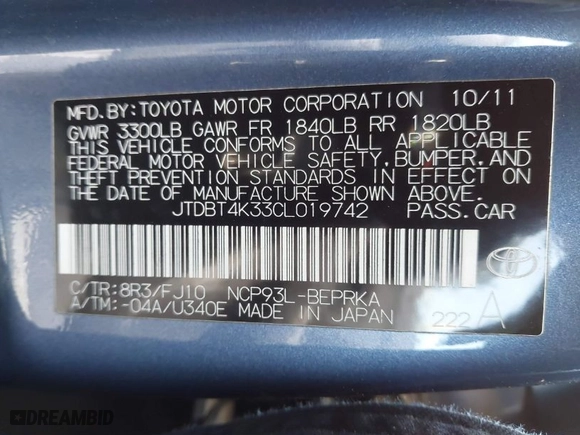 MFD. BY: TOYOTA MOTOR CORPORATION 10/11
GVWR 3300LB GAWR FR 1840LB RR 1820LB
THIS VEHICLE CONFORMS TO ALL APPLICABLE
FEDERAL MOTOR VEHICLE SAFETY, BUMPER, AND
THEFT PREVENTION STANDARDS IN EFFECT ON
THE DATE OF MANUFACTURE SHOWN ABOVE.
JTDBT4K33CL019742 PASS. CAR
C/TR: 8R3/FJ10 NCP93L-BEPRKA
A/TM: -04A/U340E MADE IN JAPAN 222 A
DREAMBID